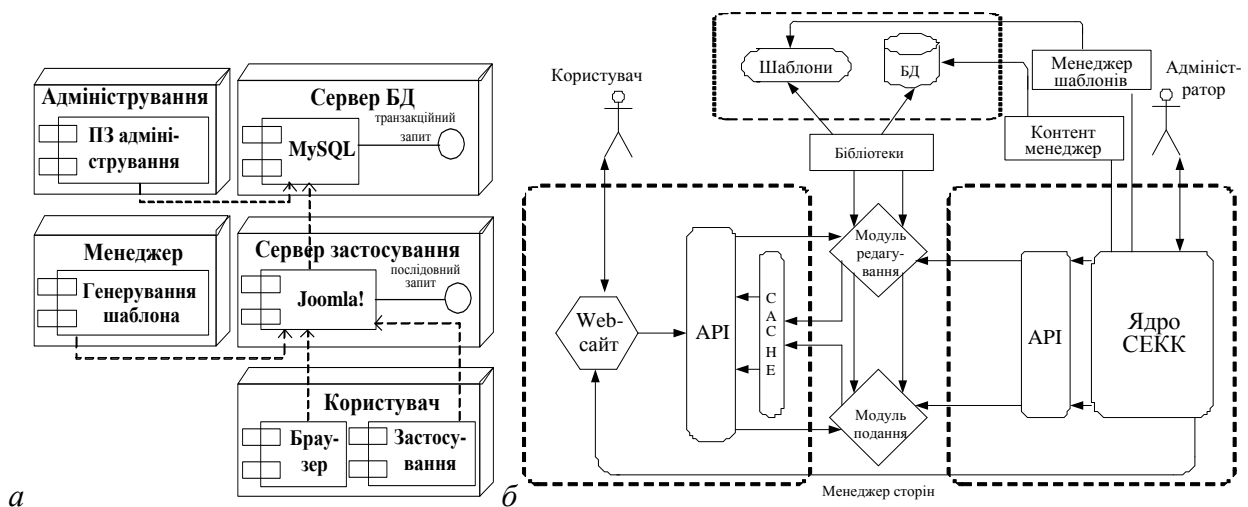 Адміністрування
ПЗ адміні-
стрування
Сервер БД
транзакційний
запит
MySQL
Менеджер
Генерування
шаблона
Сервер застосування
послідовний
запит
Joomla!
Користувач
Брау-
зер
Застосу-
вання
а
Користувач
Шаблони
БД
Менеджер
шаблонів
Адмініст-
ратор
Контент
менеджер
Бібліотеки
Модуль
редагу-
вання
Web-
сайт
API
C
A
C
H
E
API
Ядро
СЕКК
Модуль
подання
Менеджер сторін
б